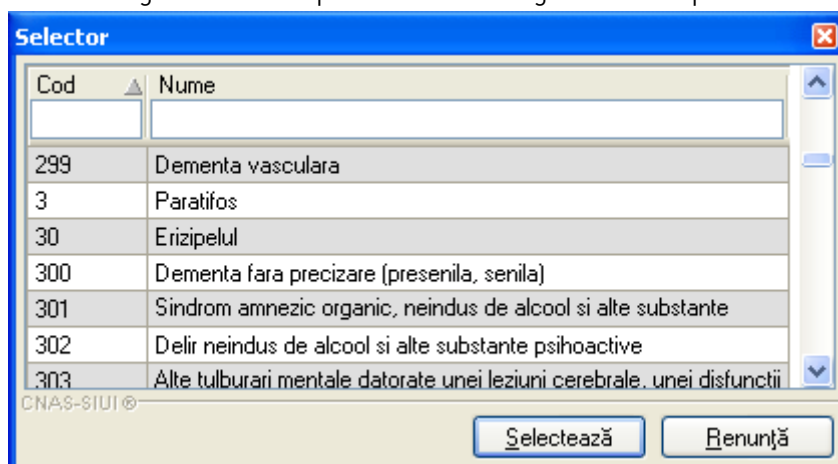 Selector
Cod Nume
299 Dementa vasculara
3 Paratifos
30 Erizipelul
300 Dementa fara precizare (presenila, senila)
301 Sindrom amnezic organic, neindus de alcool si alte substante
302 Delir neindus de alcool si alte substante psihoactive
303 Alte tulburari mentale datorate unei leziuni cerebrale, unei disfunctii
CNAS-SIUI ®
Selectează Renunţă